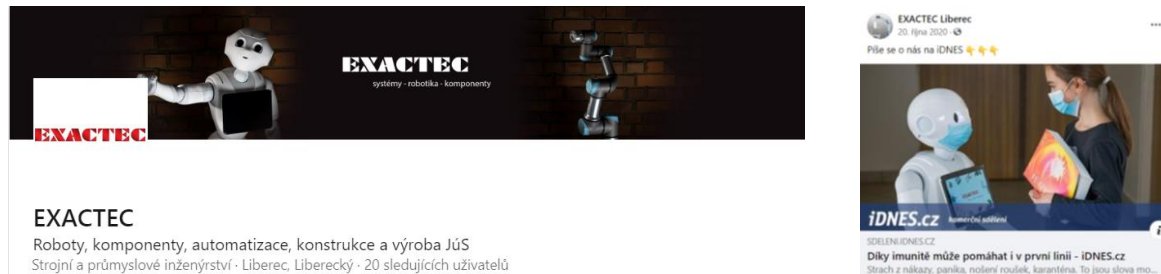 EXACTEC
systémy - robotika - komponenty
EXACTEC
EXACTEC
Roboty, komponenty, automatizace, konstrukce a výroba JúS
Strojní a průmyslové inženýrství · Liberec, Liberecký · 20 sledujících uživatelů
EXACTEC Liberec
20. října 2020 ·
Píše se o nás na iDNES 👇👇👇
iDNES.cz komerční sdělení
SDELENI.IDNES.CZ
Díky imunitě může pomáhat i v první linii - iDNES.cz
Strach z nákazy, panika, nošení roušek, karanténa. To jsou slova mo...